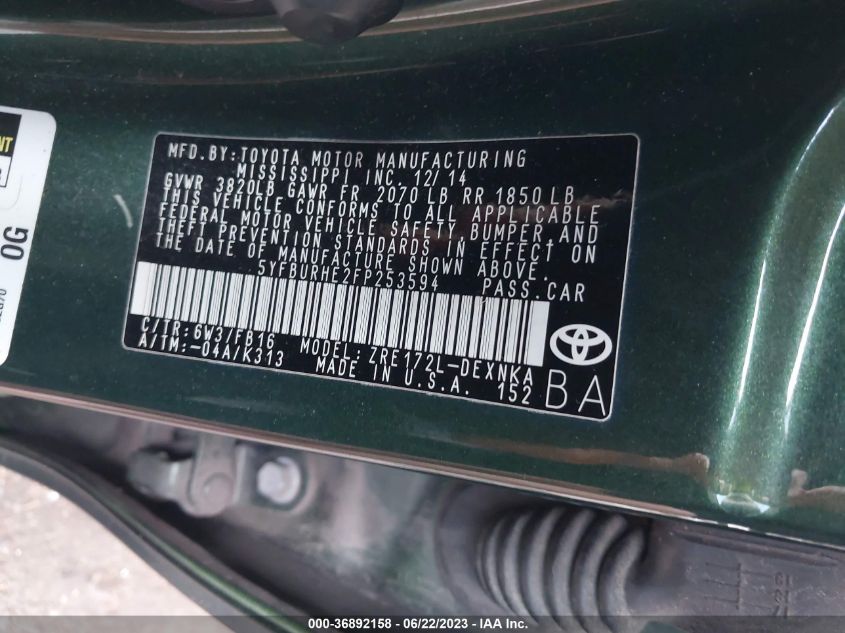 MFD.BY:TOYOTA MOTOR MANUFACTURING
MISSISSIPPI INC. 12/14
GVWR 3820LB GAWR FR 2070 LB RR 1850 LB
THIS VEHICLE CONFORMS TO ALL APPLICABLE
FEDERAL MOTOR VEHICLE SAFETY, BUMPER, AND
THEFT PREVENTION STANDARDS IN EFFECT ON
THE DATE OF MANUFACTURE SHOWN ABOVE.
5YFBURHE2FP253594 PASS.CAR
C/TR:6W3/FB16 MODEL:ZRE172L-DEXNKA
A/TM:-04A/K313 MADE IN U.S.A. 152
BA
OG
000-36892158 - 06/22/2023 - IAA Inc.